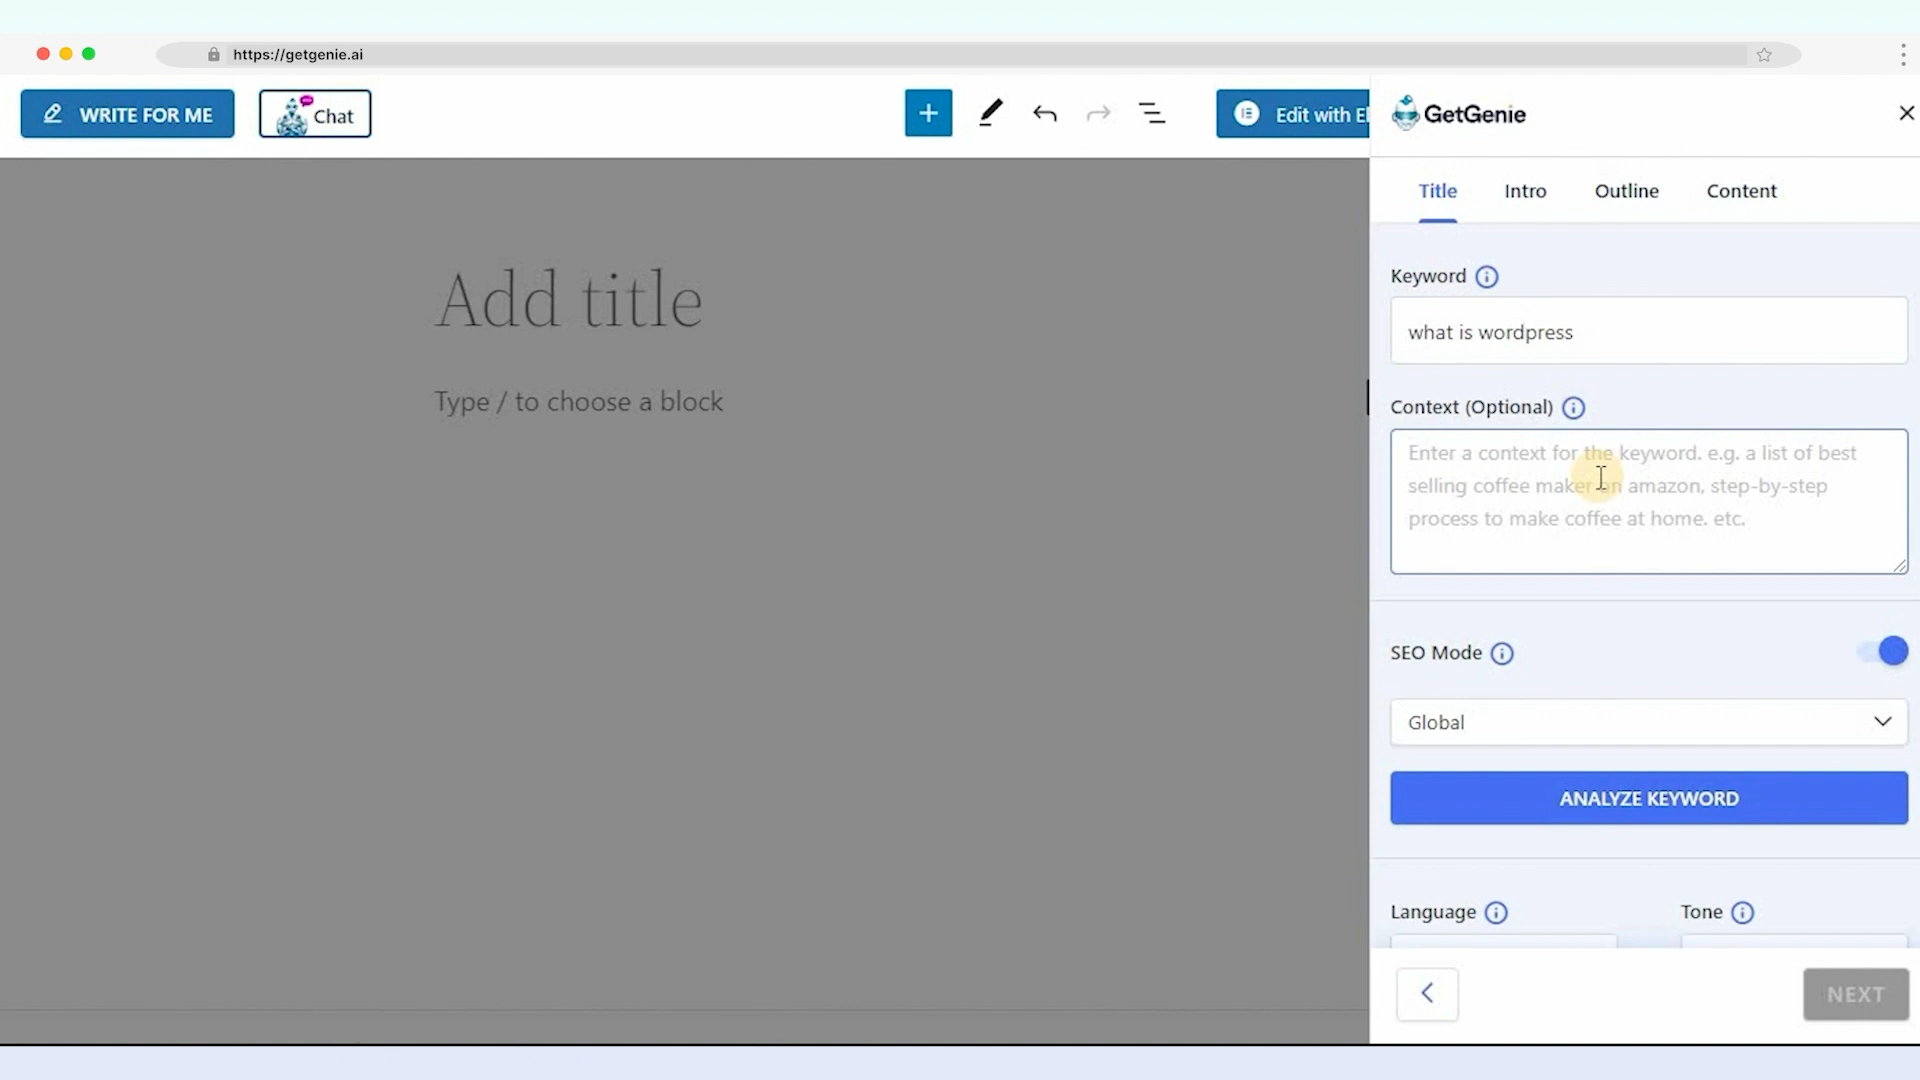 https://getgenie.ai
WRITE FOR ME
Chat
Edit with El
GetGenie
Title
Intro
Outline
Content
Add title
Type / to choose a block
Keyword
what is wordpress
Context (Optional)
Enter a context for the keyword. e.g. a list of best
selling coffee maker on amazon, step-by-step
process to make coffee at home. etc.
SEO Mode
Global
ANALYZE KEYWORD
Language
Tone
NEXT